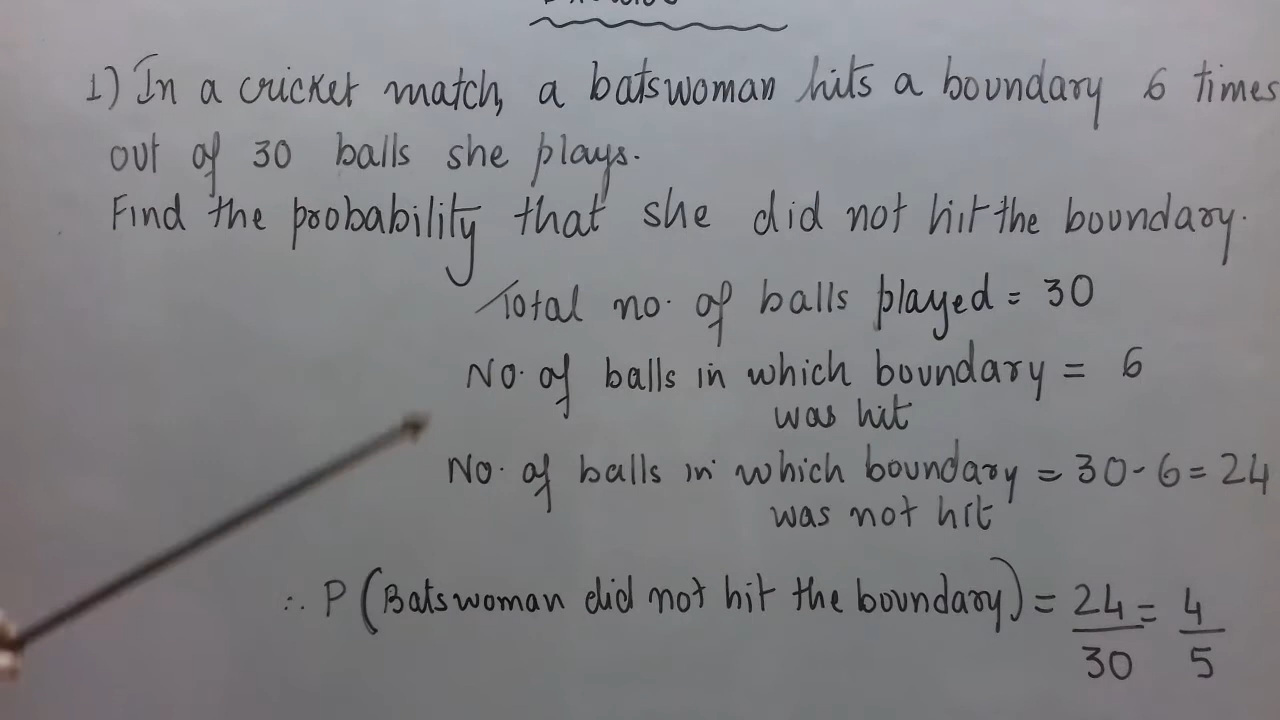 1) In a cricket match, a batswoman hits a boundary 6 times
out of 30 balls she plays.
Find the probability that she did not hit the boundary.
Total no. of balls played = 30
No. of balls in which boundary = 6
was hit
No. of balls in which boundary = 30 - 6 = 24
was not hit
∴ P (Batswoman did not hit the boundary) = 24/30 = 4/5